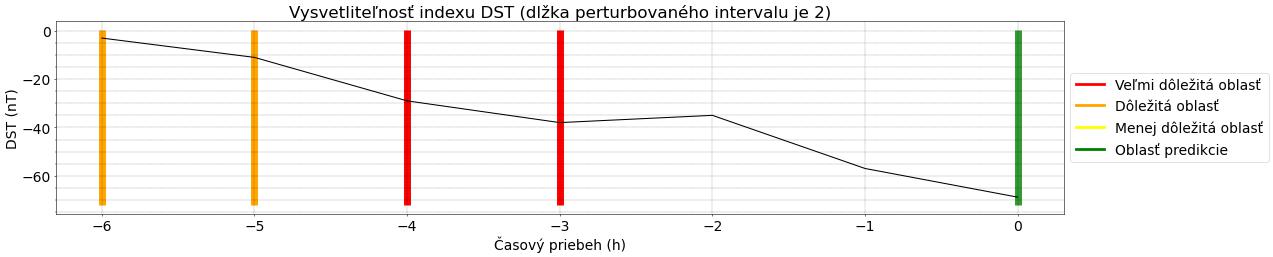 Vysvetliteľnosť indexu DST (dlžka perturbovaného intervalu je 2)
0
−20
−40
−60
DST (nT)
−6 −5 −4 −3 −2 −1 0
Časový priebeh (h)
Veľmi dôležitá oblasť
Dôležitá oblasť
Menej dôležitá oblasť
Oblasť predikcie